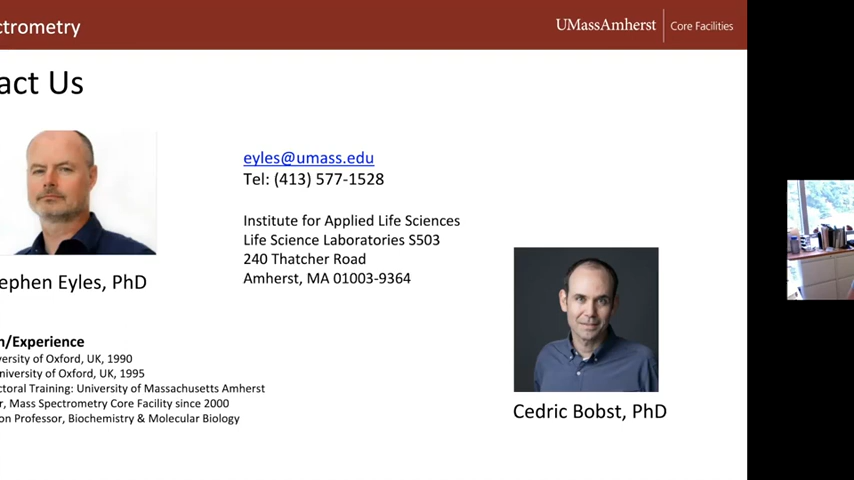 ctrometry
UMassAmherst Core Facilities
act Us
eyles@umass.edu
Tel: (413) 577-1528
Institute for Applied Life Sciences
Life Science Laboratories S503
240 Thatcher Road
Amherst, MA 01003-9364
ephen Eyles, PhD
n/Experience
versity of Oxford, UK, 1990
niversity of Oxford, UK, 1995
ctoral Training: University of Massachusetts Amherst
r, Mass Spectrometry Core Facility since 2000
on Professor, Biochemistry & Molecular Biology
Cedric Bobst, PhD